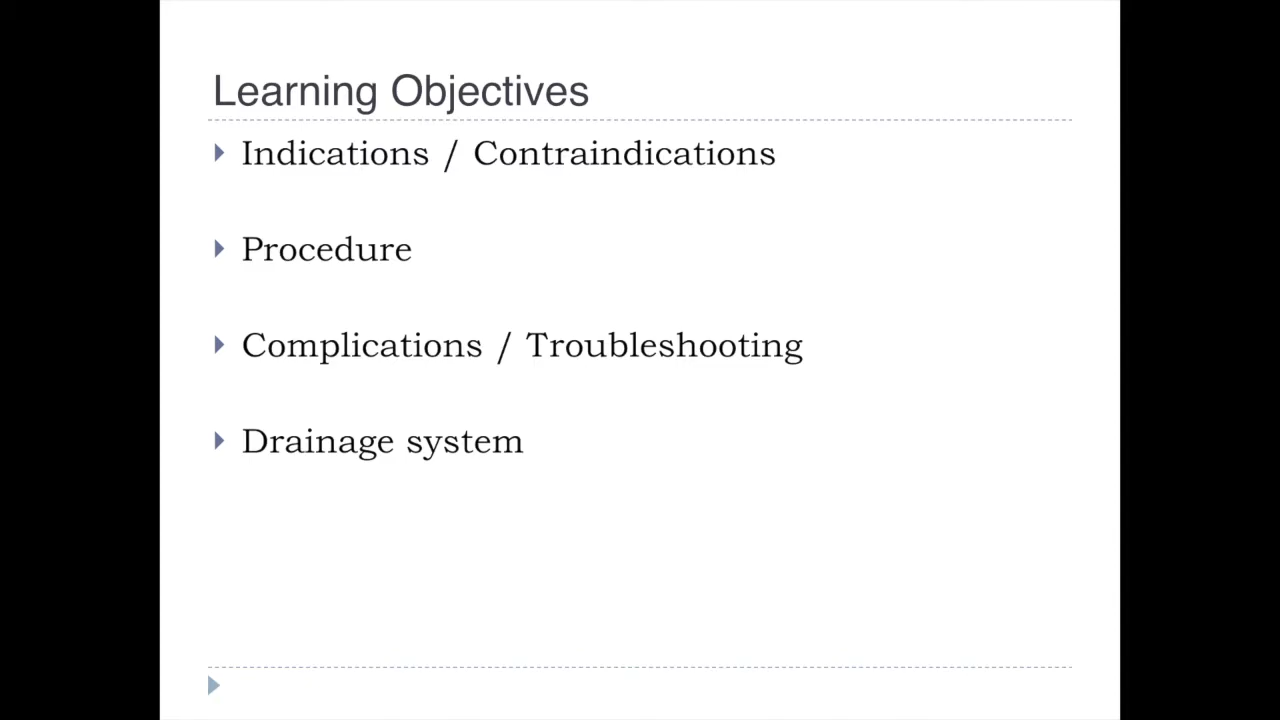 Learning Objectives
Indications / Contraindications
Procedure
Complications / Troubleshooting
Drainage system